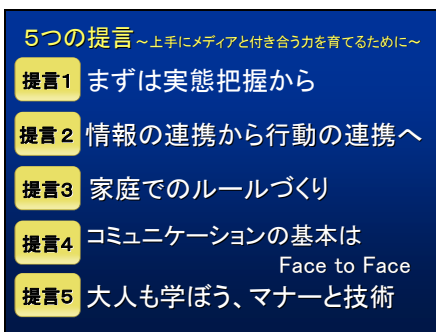 5つの提言～上手にメディアと付き合う力を育てるために～
提言1 まずは実態把握から
提言2 情報の連携から行動の連携へ
提言3 家庭でのルールづくり
提言4 コミュニケーションの基本は
Face to Face
提言5 大人も学ぼう、マナーと技術